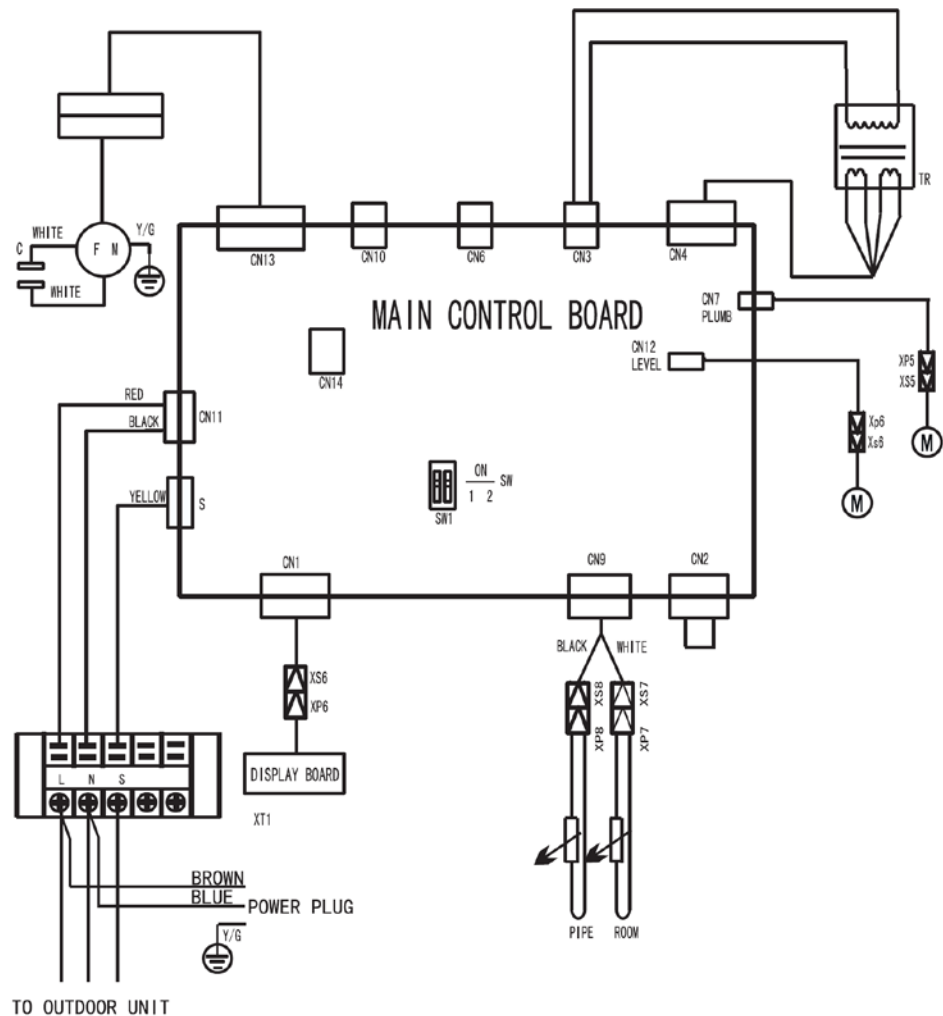 TR
WHITE
Y/G
C
F M
WHITE
CN13
CN10
CN6
CN3
CN4
MAIN CONTROL BOARD
CN7
PLUMB
CN12
LEVEL
CN14
XP5
XS5
M
Xp6
Xs6
M
RED
BLACK
CN11
YELLOW
S
ON
1 2
SW
SW1
CN1
CN9
CN2
BLACK
WHITE
XS6
XP6
XS8
XP8
XS7
XP7
DISPLAY BOARD
L N S
XT1
BROWN
BLUE
POWER PLUG
Y/G
PIPE
ROOM
TO OUTDOOR UNIT